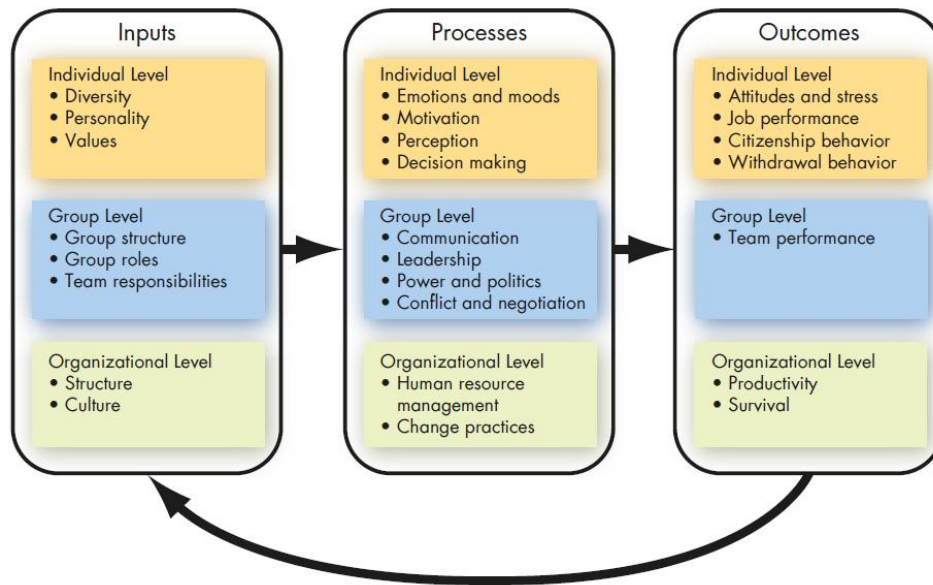 Inputs
Individual Level
• Diversity
• Personality
• Values
Group Level
• Group structure
• Group roles
• Team responsibilities
Organizational Level
• Structure
• Culture
Processes
Individual Level
• Emotions and moods
• Motivation
• Perception
• Decision making
Group Level
• Communication
• Leadership
• Power and politics
• Conflict and negotiation
Organizational Level
• Human resource
management
• Change practices
Outcomes
Individual Level
• Attitudes and stress
• Job performance
• Citizenship behavior
• Withdrawal behavior
Group Level
• Team performance
Organizational Level
• Productivity
• Survival